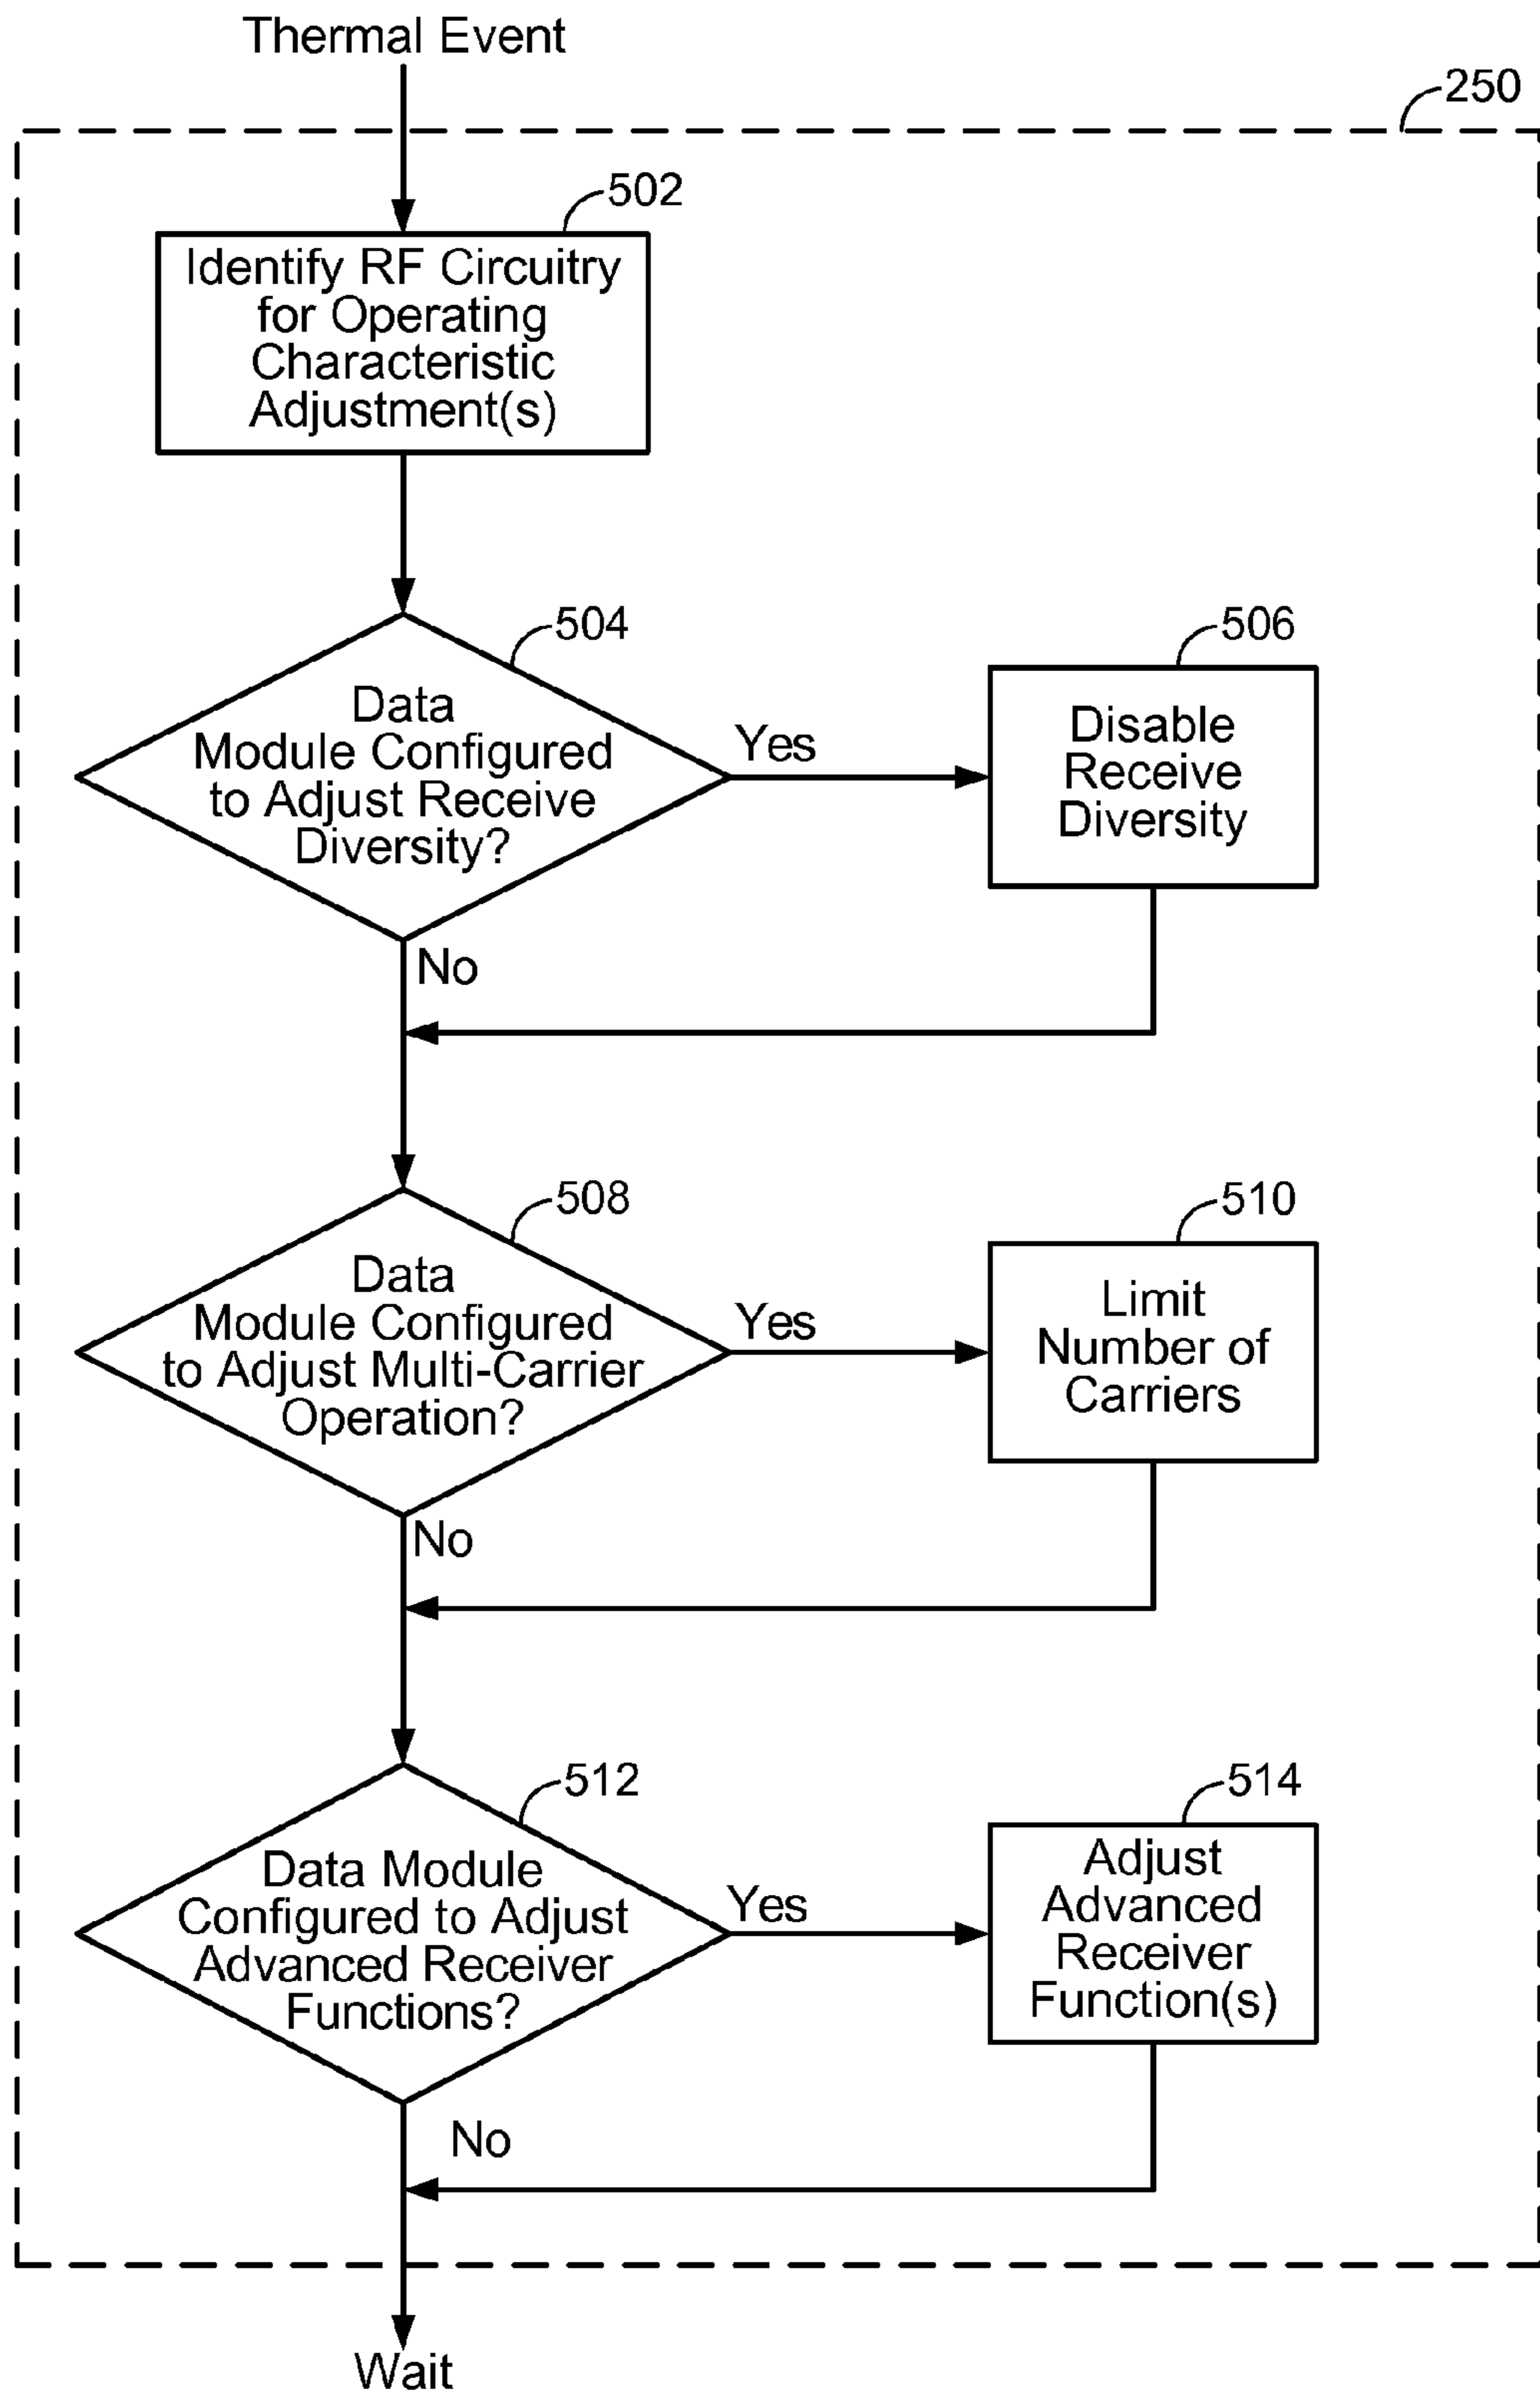 Thermal Event
250
502
Identify RF Circuitry
for Operating
Characteristic
Adjustment(s)
504
Data
Module Configured
to Adjust Receive
Diversity?
Yes
506
Disable
Receive
Diversity
No
508
Data
Module Configured
to Adjust Multi-Carrier
Operation?
Yes
510
Limit
Number of
Carriers
No
512
Data Module
Configured to Adjust
Advanced Receiver
Functions?
Yes
514
Adjust
Advanced
Receiver
Function(s)
No
Wait